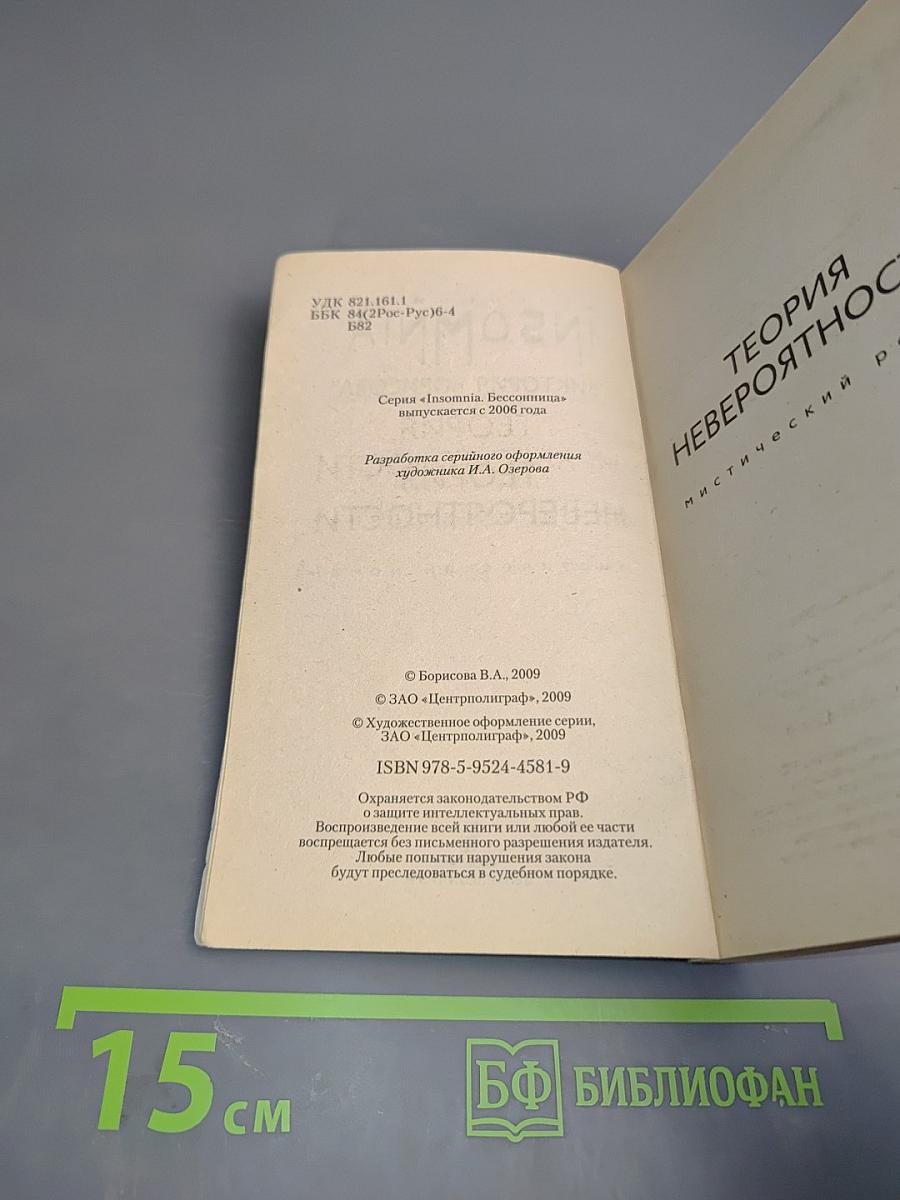 УДК 821.161.1
ББК 84(2Рос-Рус)6-4
Б82
Серия «Insomnia. Бессонница»
выпускается с 2006 года
Разработка серийного оформления
художника И.А. Озерова
© Борисова В.А., 2009
© ЗАО «Центрполиграф», 2009
© Художественное оформление серии,
ЗАО «Центрполиграф», 2009
ISBN 978-5-9524-4581-9
Охраняется законодательством РФ
о защите интеллектуальных прав.
Воспроизведение всей книги или любой ее части
воспрещается без письменного разрешения издателя.
Любые попытки нарушения закона
будут преследоваться в судебном порядке.
ТЕОРИЯ
НЕВЕРОЯТНОСТ
мистический ро
15 см
БФ БИБЛИОФАН